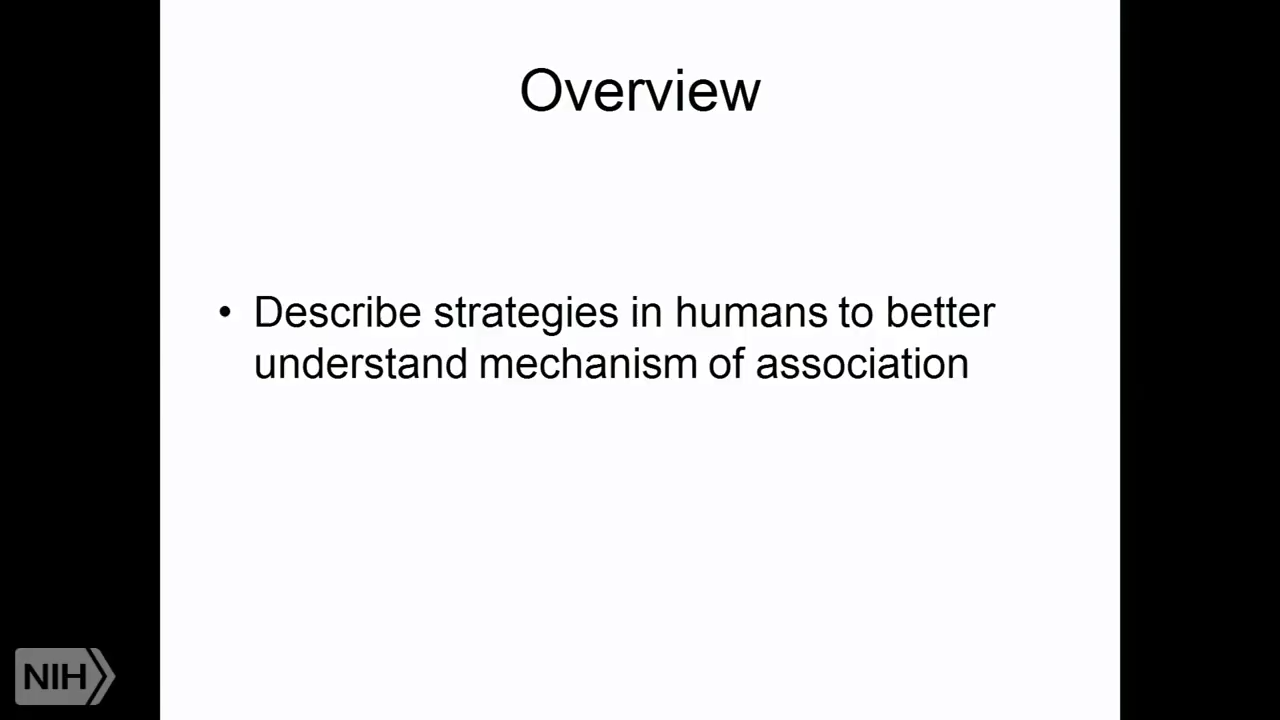 Overview
• Describe strategies in humans to better
understand mechanism of association
NIH